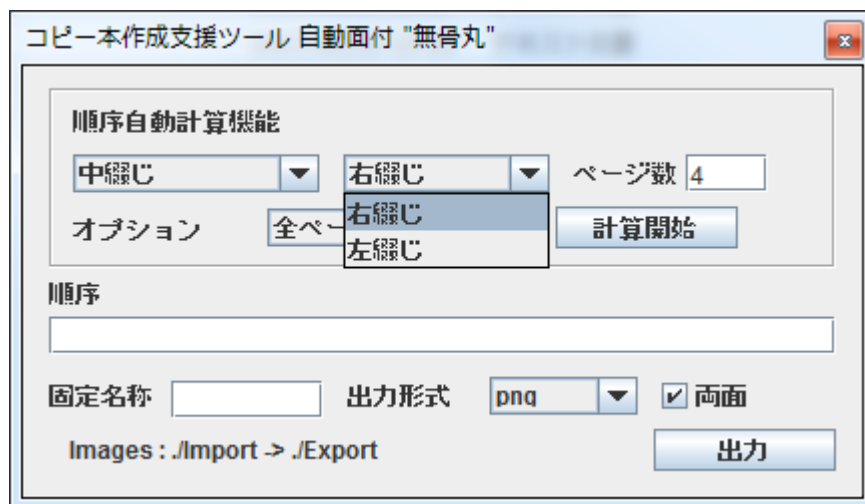 コピー本作成支援ツール 自動面付 "無骨丸"
順序自動計算機能
中綴じ 右綴じ ページ数 4
右綴じ
オプション 全ペー 計算開始
左綴じ
順序
固定名称 出力形式 png 両面
Images : ./Import -> ./Export 出力